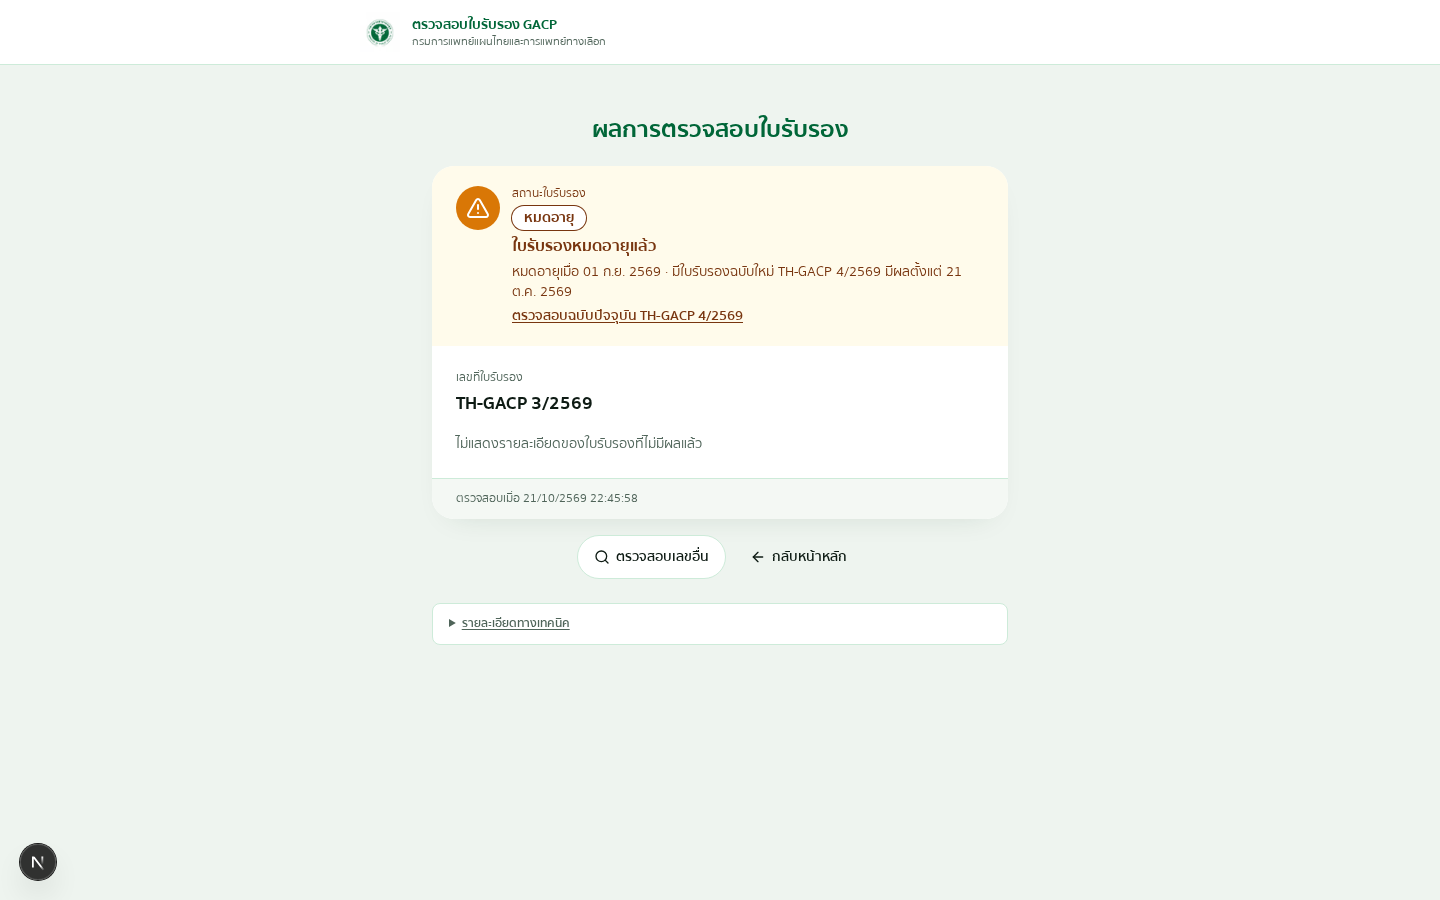 ตรวจสอบใบรับรอง GACP
กรมการแพทย์แผนไทยและการแพทย์ทางเลือก
ผลการตรวจสอบใบรับรอง
สถานะใบรับรอง
หมดอายุ
ใบรับรองหมดอายุแล้ว
หมดอายุเมื่อ 01 ก.ย. 2569 · มีใบรับรองฉบับใหม่ TH-GACP 4/2569 มีผลตั้งแต่ 21
ต.ค. 2569
ตรวจสอบฉบับปัจจุบัน TH-GACP 4/2569
เลขที่ใบรับรอง
TH-GACP 3/2569
ไม่แสดงรายละเอียดของใบรับรองที่ไม่มีผลแล้ว
ตรวจสอบเมื่อ 21/10/2569 22:45:58
ตรวจสอบเลขอื่น
กลับหน้าหลัก
รายละเอียดทางเทคนิค
N